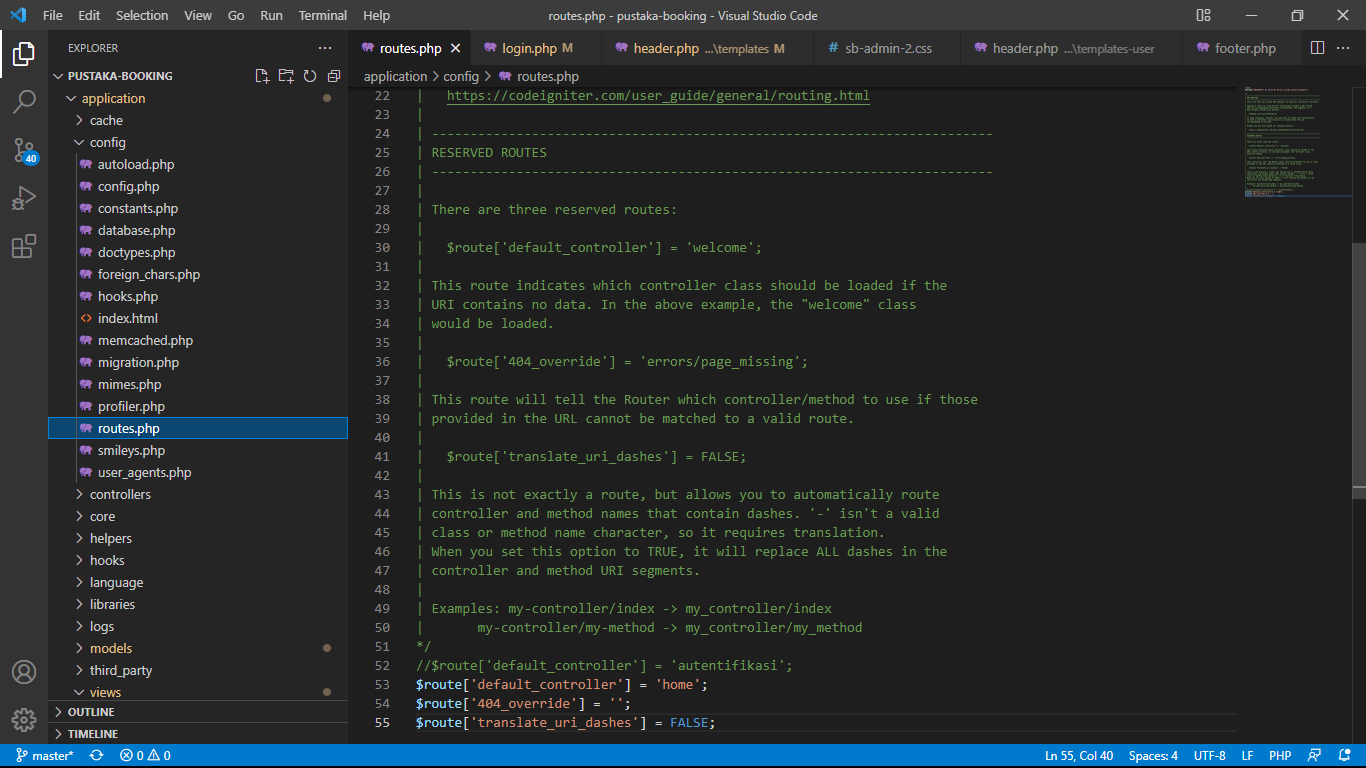 File Edit Selection View Go Run Terminal Help
routes.php - pustaka-booking - Visual Studio Code
EXPLORER
PUSTAKA-BOOKING
application
cache
config
autoload.php
config.php
constants.php
database.php
doctypes.php
foreign_chars.php
hooks.php
index.html
memcached.php
migration.php
mimes.php
profiler.php
routes.php
smileys.php
user_agents.php
controllers
core
helpers
hooks
language
libraries
logs
models
third_party
views
OUTLINE
TIMELINE
40
routes.php login.php M header.php ...\templates M sb-admin-2.css header.php ...\templates-user footer.php
application > config > routes.php
22 | https://codeigniter.com/user_guide/general/routing.html
23 |
24 | -------------------------------------------------------------------------
25 | RESERVED ROUTES
26 | -------------------------------------------------------------------------
27 |
28 | There are three reserved routes:
29 |
30 | $route['default_controller'] = 'welcome';
31 |
32 | This route indicates which controller class should be loaded if the
33 | URI contains no data. In the above example, the "welcome" class
34 | would be loaded.
35 |
36 | $route['404_override'] = 'errors/page_missing';
37 |
38 | This route will tell the Router which controller/method to use if those
39 | provided in the URL cannot be matched to a valid route.
40 |
41 | $route['translate_uri_dashes'] = FALSE;
42 |
43 | This is not exactly a route, but allows you to automatically route
44 | controller and method names that contain dashes. '-' isn't a valid
45 | class or method name character, so it requires translation.
46 | When you set this option to TRUE, it will replace ALL dashes in the
47 | controller and method URI segments.
48 |
49 | Examples: my-controller/index -> my_controller/index
50 | my-controller/my-method -> my_controller/my_method
51 */
52 //$route['default_controller'] = 'autentifikasi';
53 $route['default_controller'] = 'home';
54 $route['404_override'] = '';
55 $route['translate_uri_dashes'] = FALSE;
master* 0 0 Ln 55, Col 40 Spaces: 4 UTF-8 LF PHP